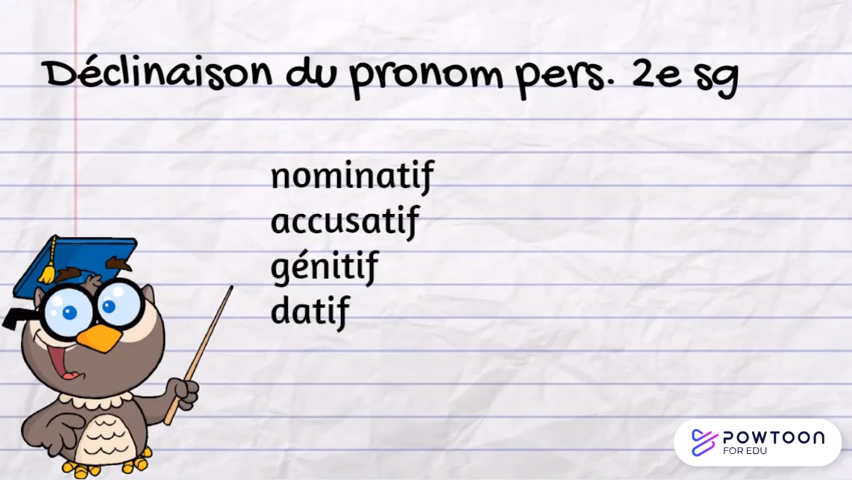 Déclinaison du pronom pers. 2e sg
nominatif
accusatif
génitif
datif
POWTOON
FOR EDU